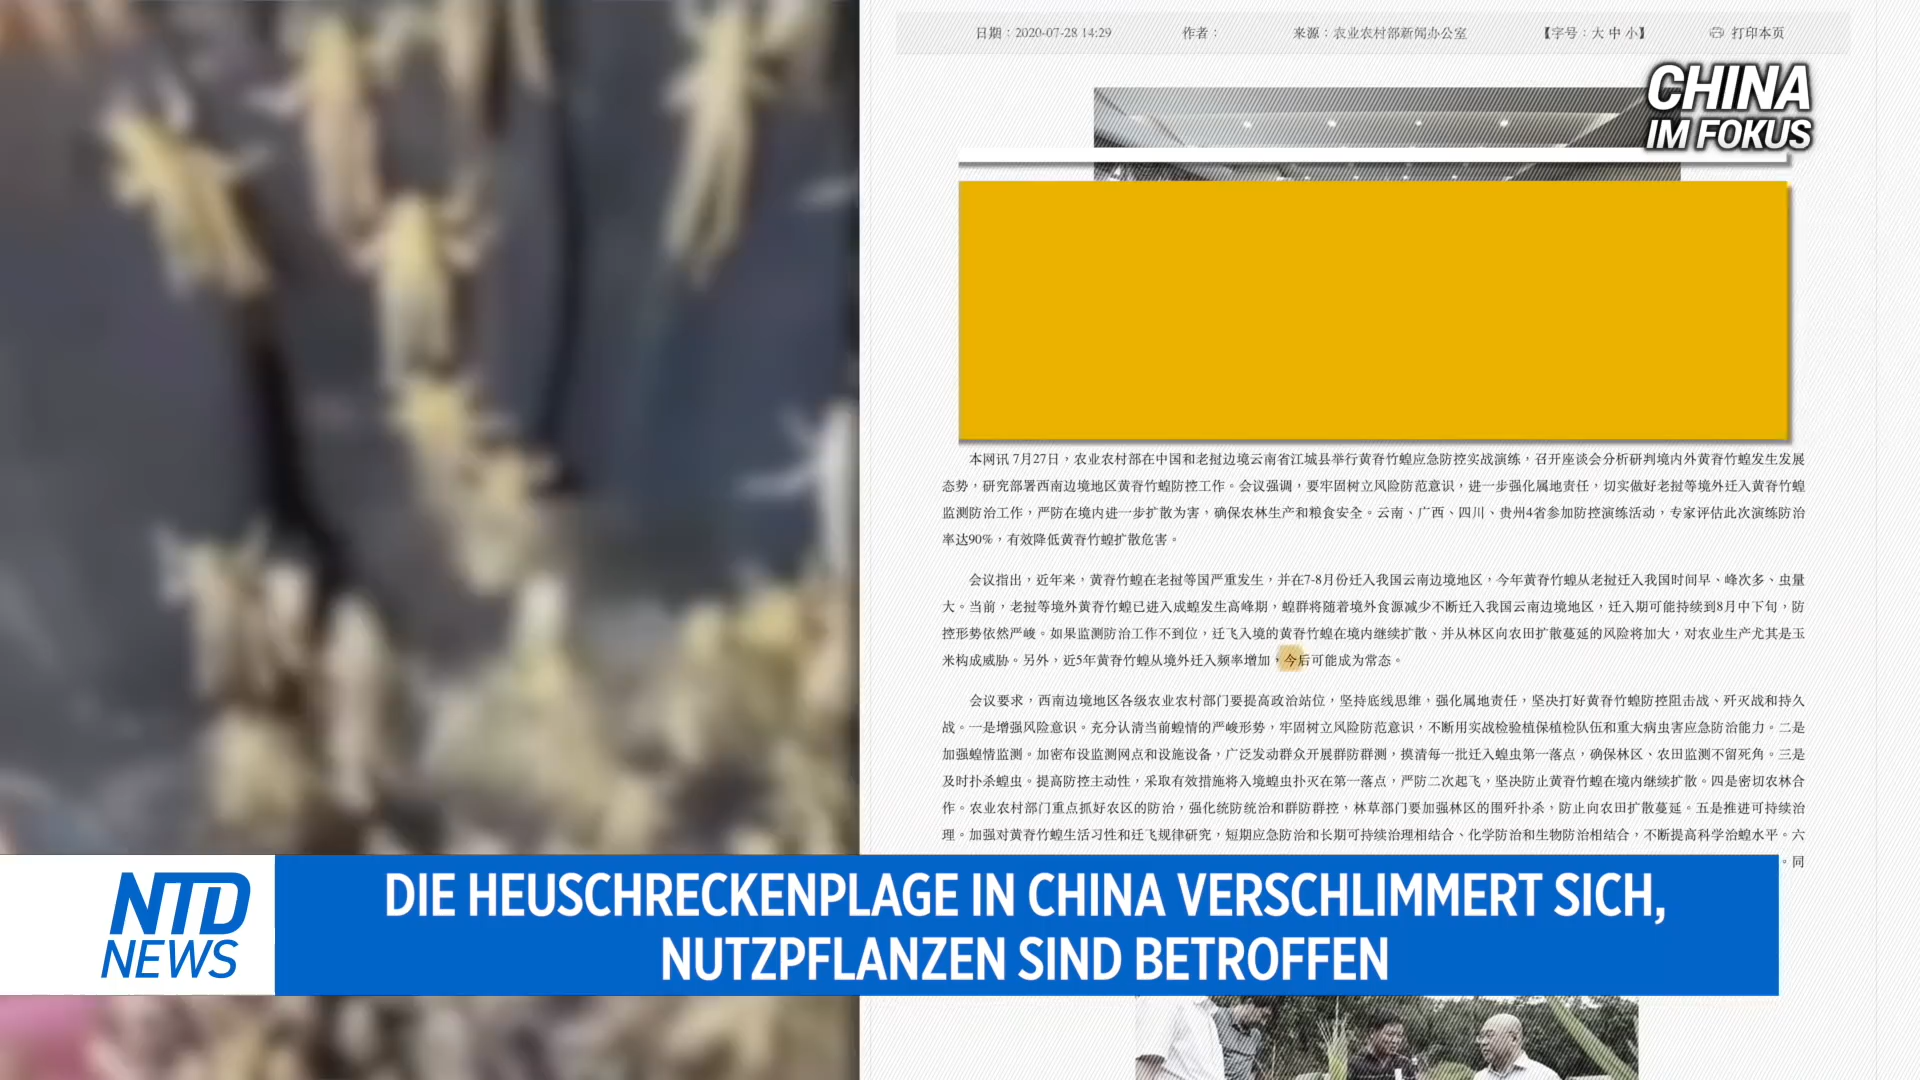 日期：2020-07-28 14:29 作者： 来源：农业农村部新闻办公室 【字号：大 中 小】 打印本页
CHINA
IM FOKUS
本网讯 7月27日，农业农村部在中国和老挝边境云南省江城县举行黄脊竹蝗应急防控实战演练，召开座谈会分析研判境内外黄脊竹蝗发生发展
态势，研究部署西南边境地区黄脊竹蝗防控工作。会议强调，要牢固树立风险防范意识，进一步强化属地责任，切实做好老挝等境外迁入黄脊竹蝗
监测防治工作，严防在境内进一步扩散为害，确保农林生产和粮食安全。云南、广西、四川、贵州4省参加防控演练活动，专家评估此次演练防治
率达90%，有效降低黄脊竹蝗扩散危害。
会议指出，近年来，黄脊竹蝗在老挝等国严重发生，并在7-8月份迁入我国云南边境地区，今年黄脊竹蝗从老挝迁入我国时间早、峰次多、虫量
大。当前，老挝等境外黄脊竹蝗已进入成蝗发生高峰期，蝗群将随着境外食源减少不断迁入我国云南边境地区，迁入期可能持续到8月中下旬，防
控形势依然严峻。如果监测防治工作不到位，迁飞入境的黄脊竹蝗在境内继续扩散、并从林区向农田扩散蔓延的风险将加大，对农业生产尤其是玉
米构成威胁。另外，近5年黄脊竹蝗从境外迁入频率增加，今后可能成为常态。
会议要求，西南边境地区各级农业农村部门要提高政治站位，坚持底线思维，强化属地责任，坚决打好黄脊竹蝗防控阻击战、歼灭战和持久
战。一是增强风险意识。充分认清当前蝗情的严峻形势，牢固树立风险防范意识，不断用实战检验植保植检队伍和重大病虫害应急防治能力。二是
加强蝗情监测。加密布设监测网点和设施设备，广泛发动群众开展群防群测，摸清每一批迁入蝗虫第一落点，确保林区、农田监测不留死角。三是
及时扑杀蝗虫。提高防控主动性，采取有效措施将入境蝗虫扑灭在第一落点，严防二次起飞，坚决防止黄脊竹蝗在境内继续扩散。四是密切农林合
作。农业农村部门重点抓好农区的防治，强化统防统治和群防群控，林草部门要加强林区的围歼扑杀，防止向农田扩散蔓延。五是推进可持续治
理。加强对黄脊竹蝗生活习性和迁飞规律研究，短期应急防治和长期可持续治理相结合、化学防治和生物防治相结合，不断提高科学治蝗水平。六
。同
NTD
NEWS
DIE HEUSCHRECKENPLAGE IN CHINA VERSCHLIMMERT SICH,
NUTZPFLANZEN SIND BETROFFEN